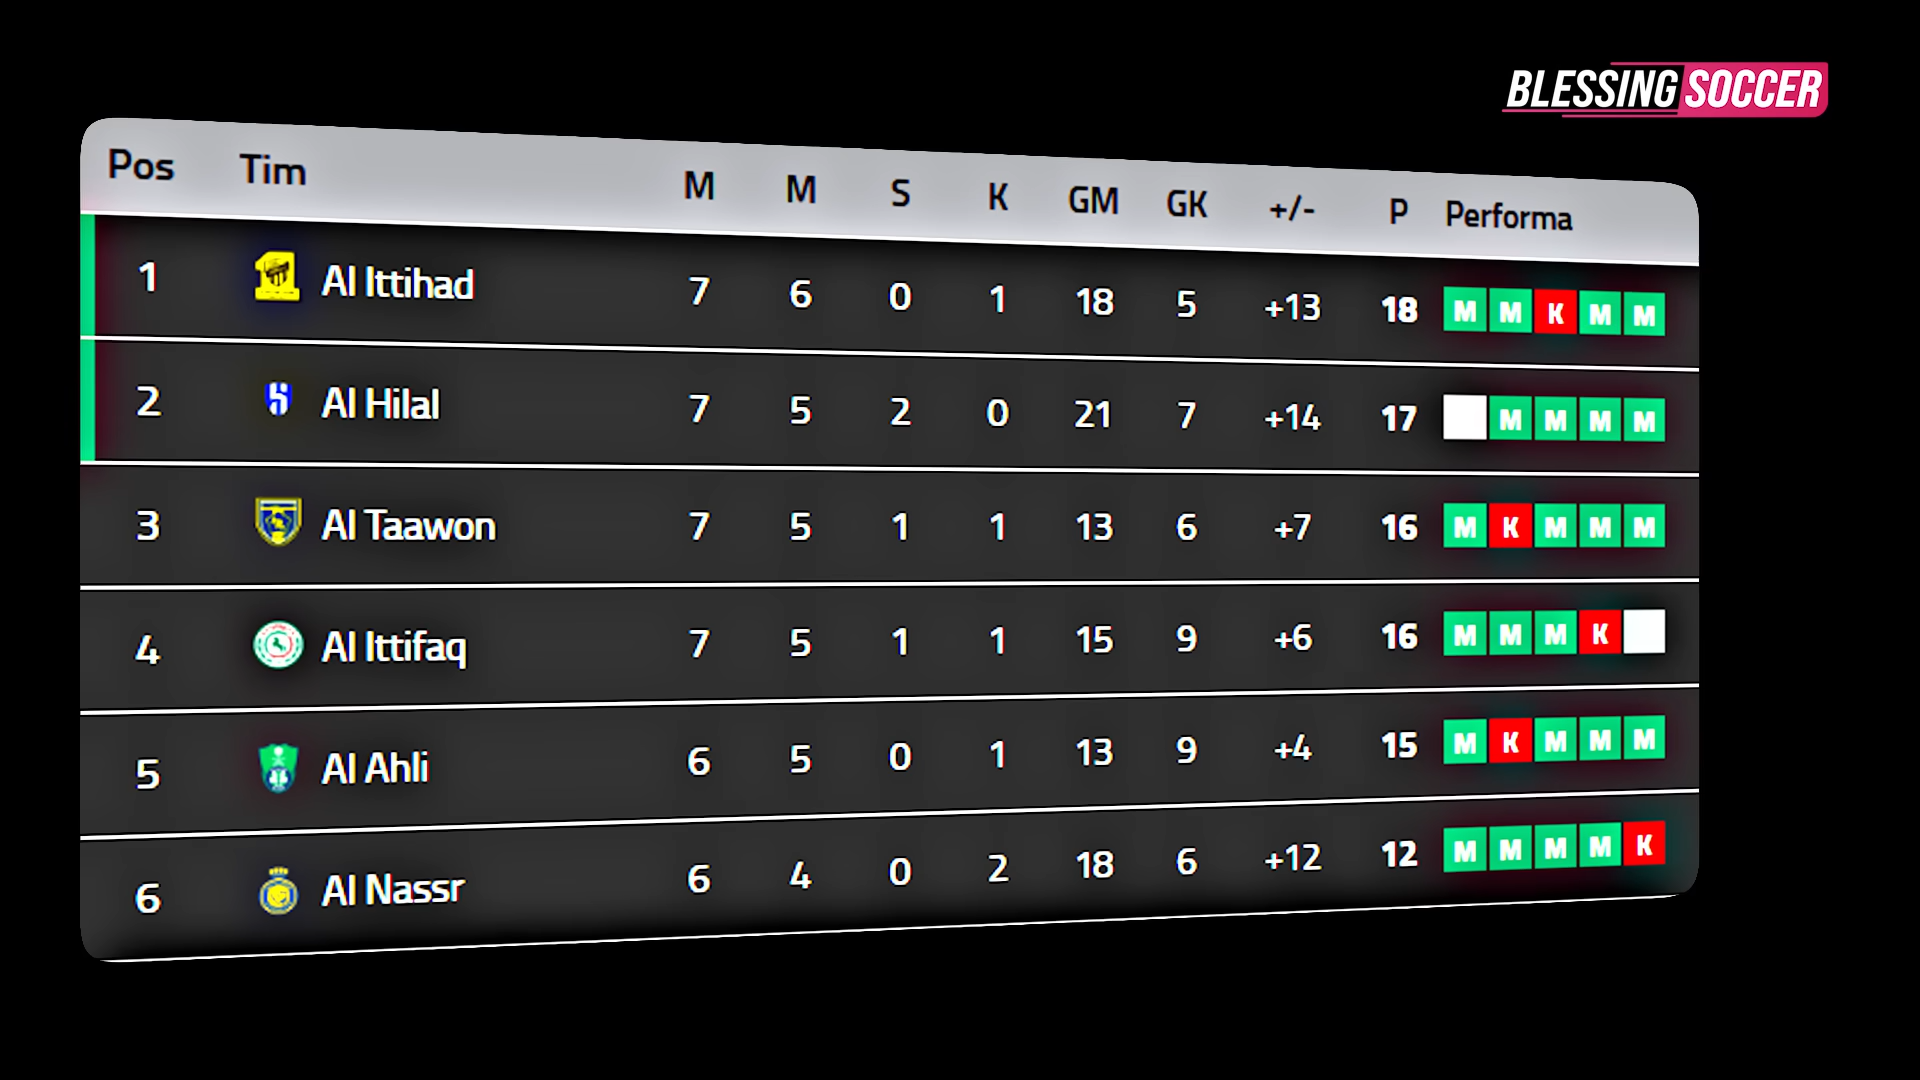 BLESSING SOCCER
Pos Tim M M S K GM GK +/- P Performa
1 Al Ittihad 7 6 0 1 18 5 +13 18 M M K M M
2 Al Hilal 7 5 2 0 21 7 +14 17 M M M M
3 Al Taawon 7 5 1 1 13 6 +7 16 M K M M M
4 Al Ittifaq 7 5 1 1 15 9 +6 16 M M M K
5 Al Ahli 6 5 0 1 13 9 +4 15 M K M M M
6 Al Nassr 6 4 0 2 18 6 +12 12 M M M M K